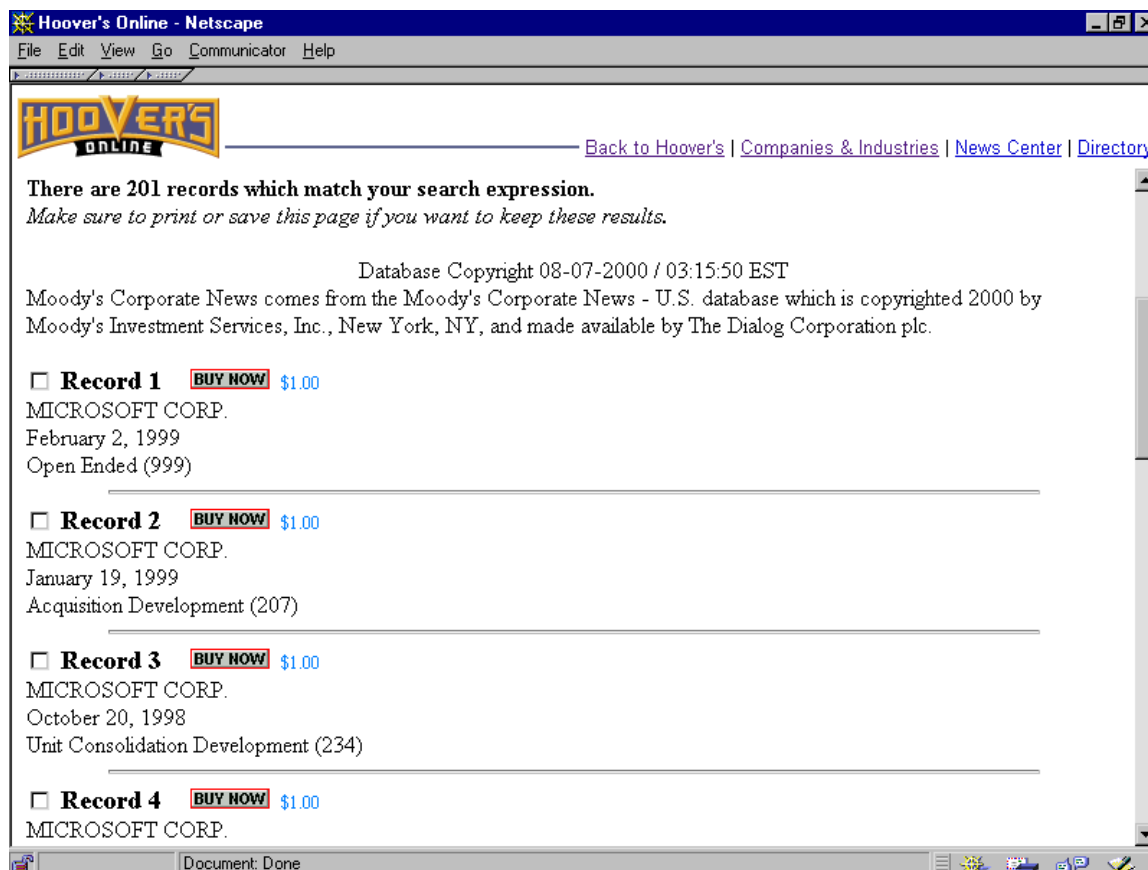 Hoover's Online - Netscape
File Edit View Go Communicator Help
HOOVER'S
ONLINE
Back to Hoover's | Companies & Industries | News Center | Directory
There are 201 records which match your search expression.
Make sure to print or save this page if you want to keep these results.
Database Copyright 08-07-2000 / 03:15:50 EST
Moody's Corporate News comes from the Moody's Corporate News - U.S. database which is copyrighted 2000 by
Moody's Investment Services, Inc., New York, NY, and made available by The Dialog Corporation plc.
Record 1 BUY NOW $1.00
MICROSOFT CORP.
February 2, 1999
Open Ended (999)
Record 2 BUY NOW $1.00
MICROSOFT CORP.
January 19, 1999
Acquisition Development (207)
Record 3 BUY NOW $1.00
MICROSOFT CORP.
October 20, 1998
Unit Consolidation Development (234)
Record 4 BUY NOW $1.00
MICROSOFT CORP.
Document: Done